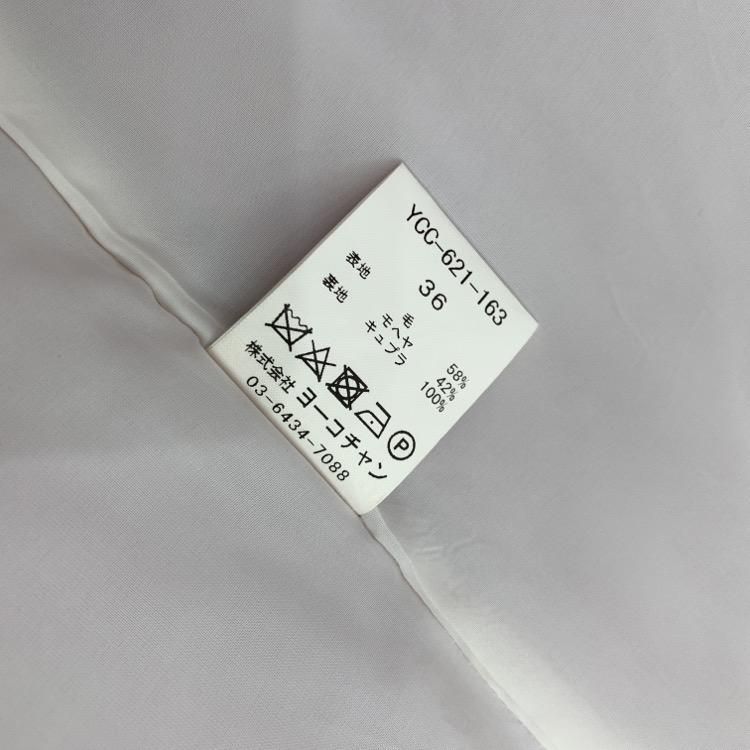 YCC-621-163
36
表地 毛 58%
モヘヤ 42%
裏地 キュプラ 100%
P
株式会社 ヨーコチャン
03-6434-7088